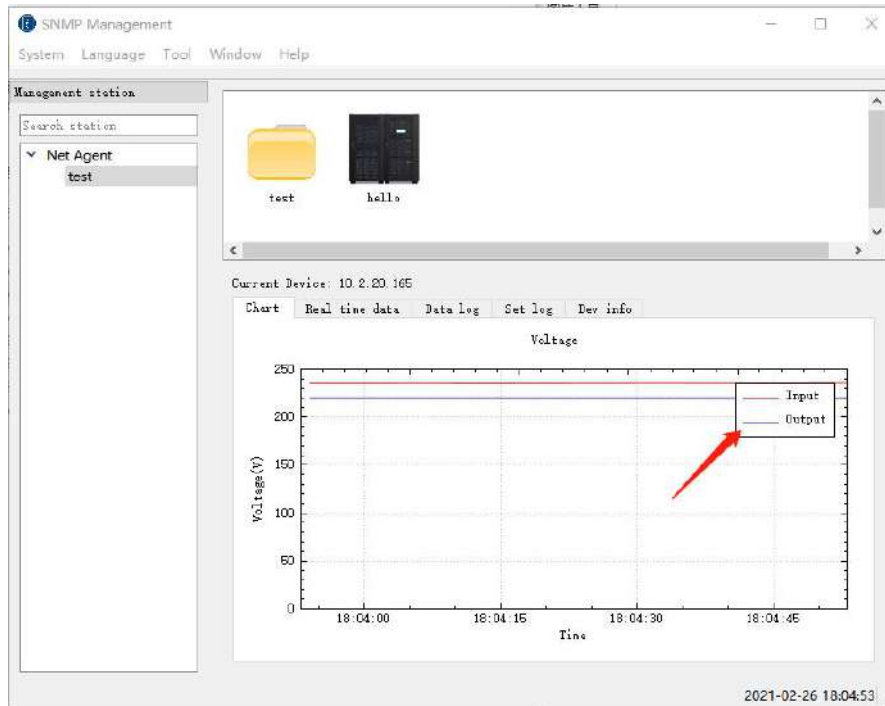 SNMP Management
System Language Tool Window Help
Management station
Search station
Net Agent
test
test hello
Current Device: 10.2.20.165
Chart Real time data Data log Set log Dev info
Voltage
250
200
150
100
50
0
Voltage(V)
Input
Output
18:04:00 18:04:15 18:04:30 18:04:45
Time
2021-02-26 18:04:53